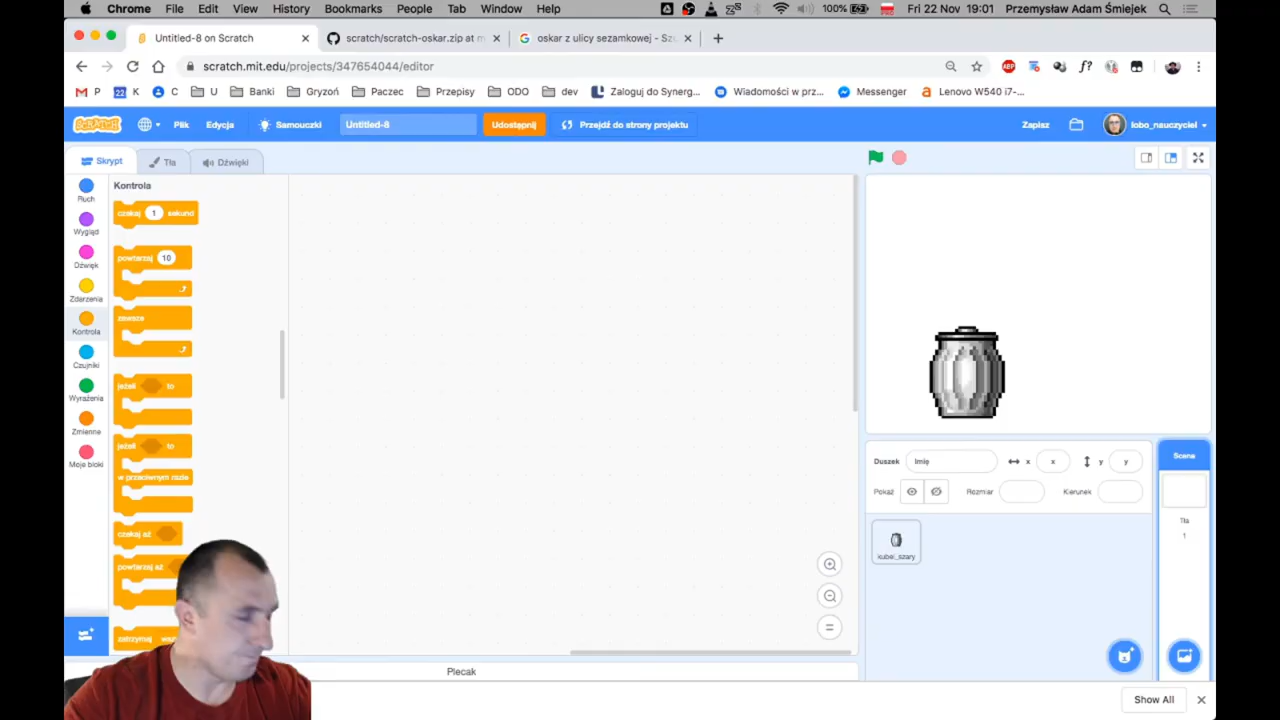 Chrome File Edit View History Bookmarks People Tab Window Help 100% Fri 22 Nov 19:01 Przemysław Adam Śmiejek
Untitled-8 on Scratch scratch/scratch-oskar.zip at m oskar z ulicy sezamkowej - Szu
scratch.mit.edu/projects/347654044/editor
P 22 K C U Banki Gryzoń Paczec Przepisy ODO dev Zaloguj do Synerg... Wiadomości w prz... Messenger Lenovo W540 i7-...
SCRATCH Plik Edycja Samouczki Untitled-8 Udostępnij Przejdź do strony projektu Zapisz lobo_nauczyciel
Skrypt Tła Dźwięki
Ruch
Wygląd
Dźwięk
Zdarzenia
Kontrola
Czujniki
Wyrażenia
Zmienne
Moje bloki
Kontrola
czekaj 1 sekund
powtarzaj 10
zawsze
jeżeli to
jeżeli to
w przeciwnym razie
czekaj aż
powtarzaj aż
zatrzymaj
Duszek Imię x x y y
Pokaż Rozmiar Kierunek
kubel_szary
Scena
Tła
1
Plecak
Show All